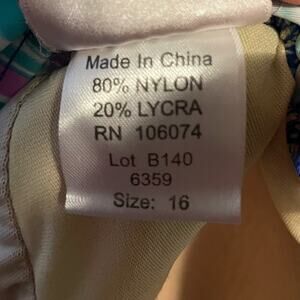 Made In China
80% NYLON
20% LYCRA
RN 106074
Lot B140
6359
Size: 16